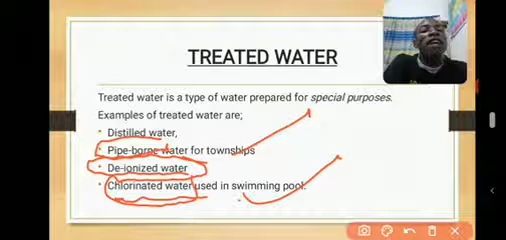 TREATED WATER
Treated water is a type of water prepared for special purposes.
Examples of treated water are;
• Distilled water,
• Pipe-borne water for townships
• De-ionized water
• Chlorinated water used in swimming pool.